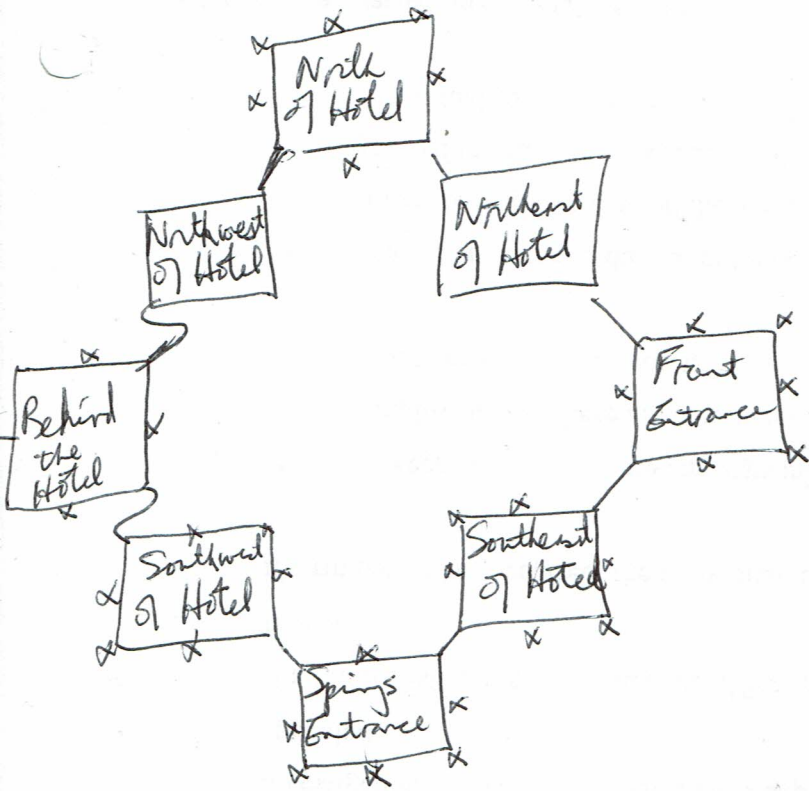 North
of Hotel
Northwest
of Hotel
Northeast
of Hotel
Behind
the
Hotel
Front
Entrance
Southwest
of Hotel
Southeast
of Hotel
Springs
Entrance